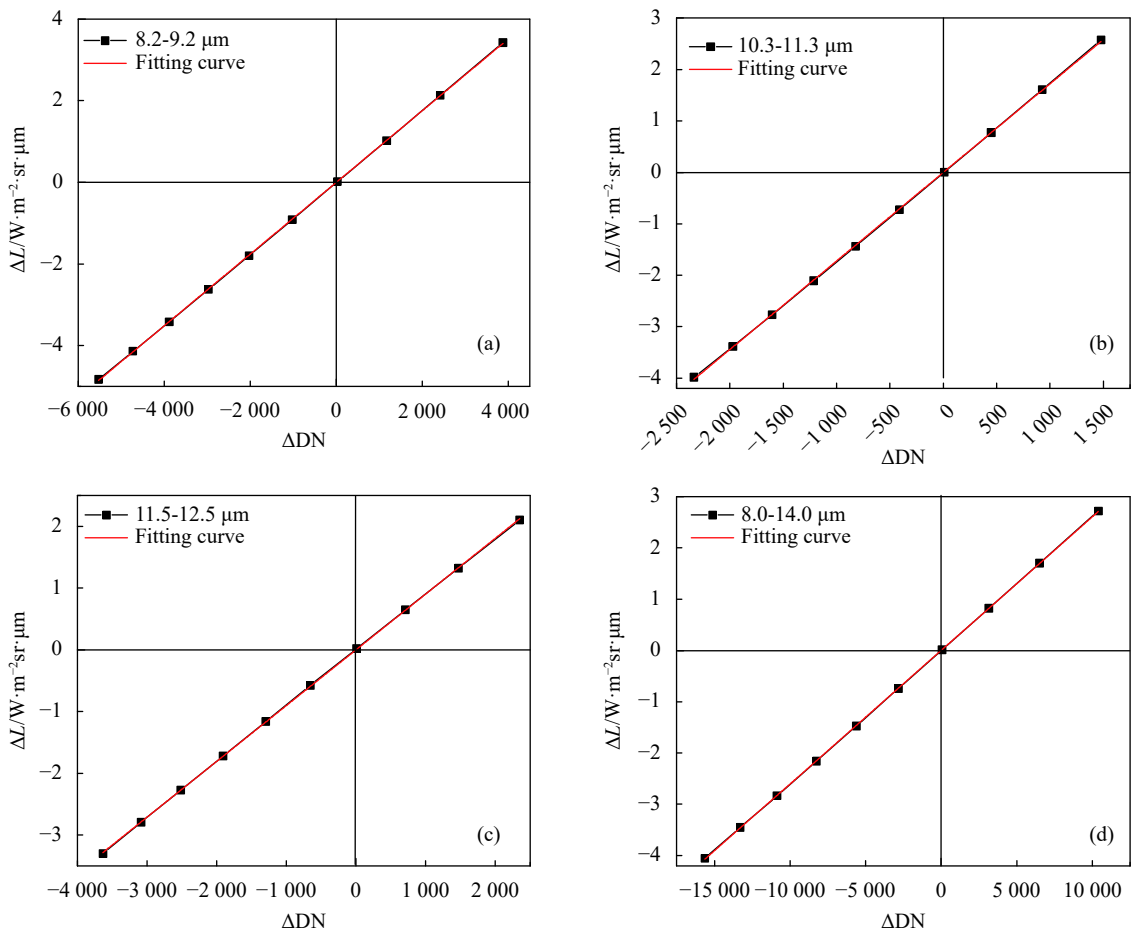 4
2
0
−2
−4
8.2-9.2 μm
Fitting curve
ΔL/W·m−2·sr·μm
(a)
−6 000 −4 000 −2 000 0 2 000 4 000
ΔDN
3
2
1
0
−1
−2
−3
−4
10.3-11.3 μm
Fitting curve
ΔL/W·m−2·sr·μm
(b)
−2 500 −2 000 −1 500 −1 000 −500 0 500 1 000 1 500
ΔDN
2
1
0
−1
−2
−3
11.5-12.5 μm
Fitting curve
ΔL/W·m−2sr·μm
(c)
−4 000 −3 000 −2 000 −1 000 0 1 000 2 000
ΔDN
3
2
1
0
−1
−2
−3
−4
8.0-14.0 μm
Fitting curve
ΔL/W·m−2sr·μm
(d)
−15 000 −10 000 −5 000 0 5 000 10 000
ΔDN